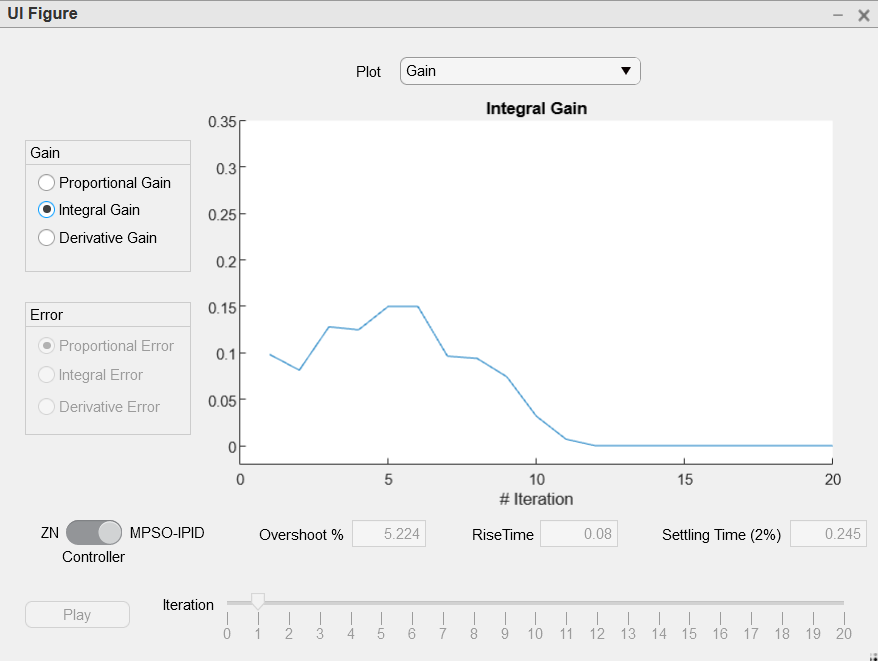 UI Figure
Plot Gain
Integral Gain
Gain
Proportional Gain
Integral Gain
Derivative Gain
Error
Proportional Error
Integral Error
Derivative Error
0.35
0.3
0.25
0.2
0.15
0.1
0.05
0
0 5 10 15 20
# Iteration
ZN MPSO-IPID
Controller
Overshoot % 5.224 RiseTime 0.08 Settling Time (2%) 0.245
Play
Iteration
0 1 2 3 4 5 6 7 8 9 10 11 12 13 14 15 16 17 18 19 20